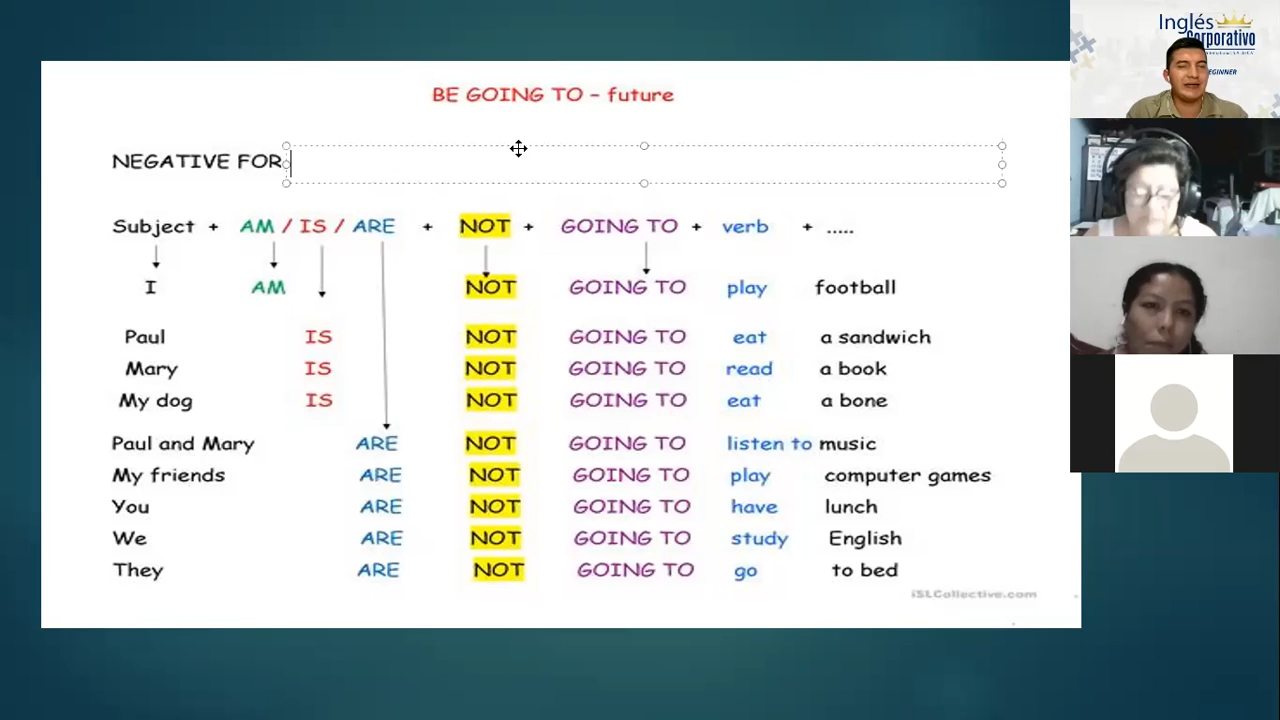 BE GOING TO – future
NEGATIVE FOR
Subject + AM / IS / ARE + NOT + GOING TO + verb + .....
I AM NOT GOING TO play football
Paul IS NOT GOING TO eat a sandwich
Mary IS NOT GOING TO read a book
My dog IS NOT GOING TO eat a bone
Paul and Mary ARE NOT GOING TO listen to music
My friends ARE NOT GOING TO play computer games
You ARE NOT GOING TO have lunch
We ARE NOT GOING TO study English
They ARE NOT GOING TO go to bed
iSLCollective.com
Inglés
Corporativo
EGINNER